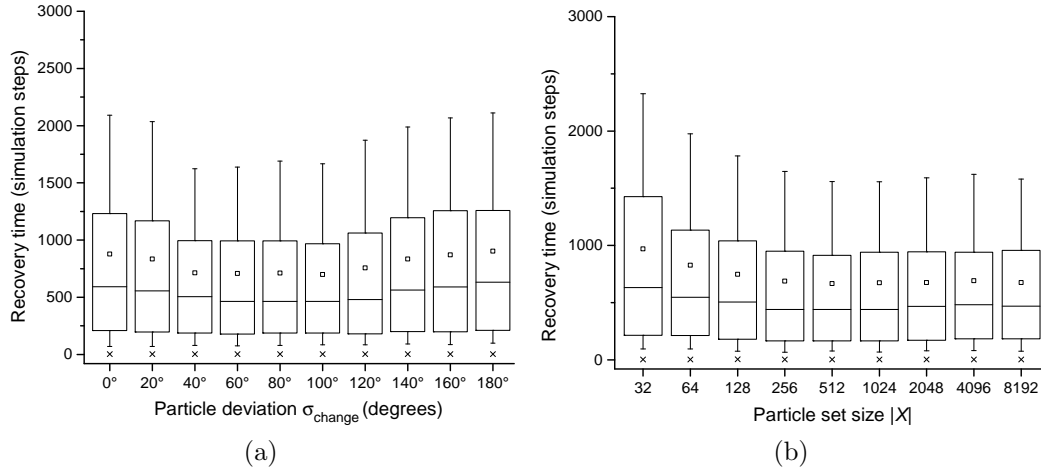 3000
2500
2000
1500
1000
500
0
Recovery time (simulation steps)
0° 20° 40° 60° 80° 100° 120° 140° 160° 180°
Particle deviation σchange (degrees)
(a)
3000
2000
1000
0
Recovery time (simulation steps)
32 64 128 256 512 1024 2048 4096 8192
Particle set size |X|
(b)